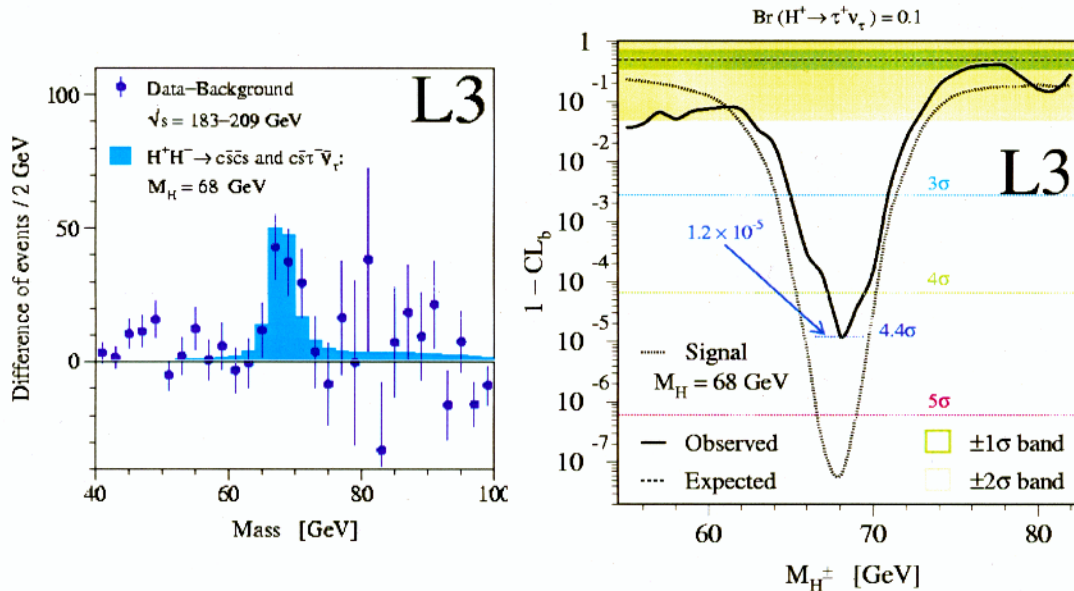 Data–Background
√s = 183–209 GeV
H⁺H⁻→ cs̄c̄s and cs̄τ⁻ν̄τ:
M_H = 68 GeV
L3
Difference of events / 2 GeV
100
50
0
40
60
80
100
Mass [GeV]
Br (H⁺→ τ⁺ντ) = 0.1
1
10⁻¹
10⁻²
10⁻³
10⁻⁴
10⁻⁵
10⁻⁶
10⁻⁷
1 – CL_b
L3
3σ
1.2 × 10⁻⁵
4σ
4.4σ
Signal
M_H = 68 GeV
5σ
Observed
±1σ band
Expected
±2σ band
60
70
80
M_H± [GeV]